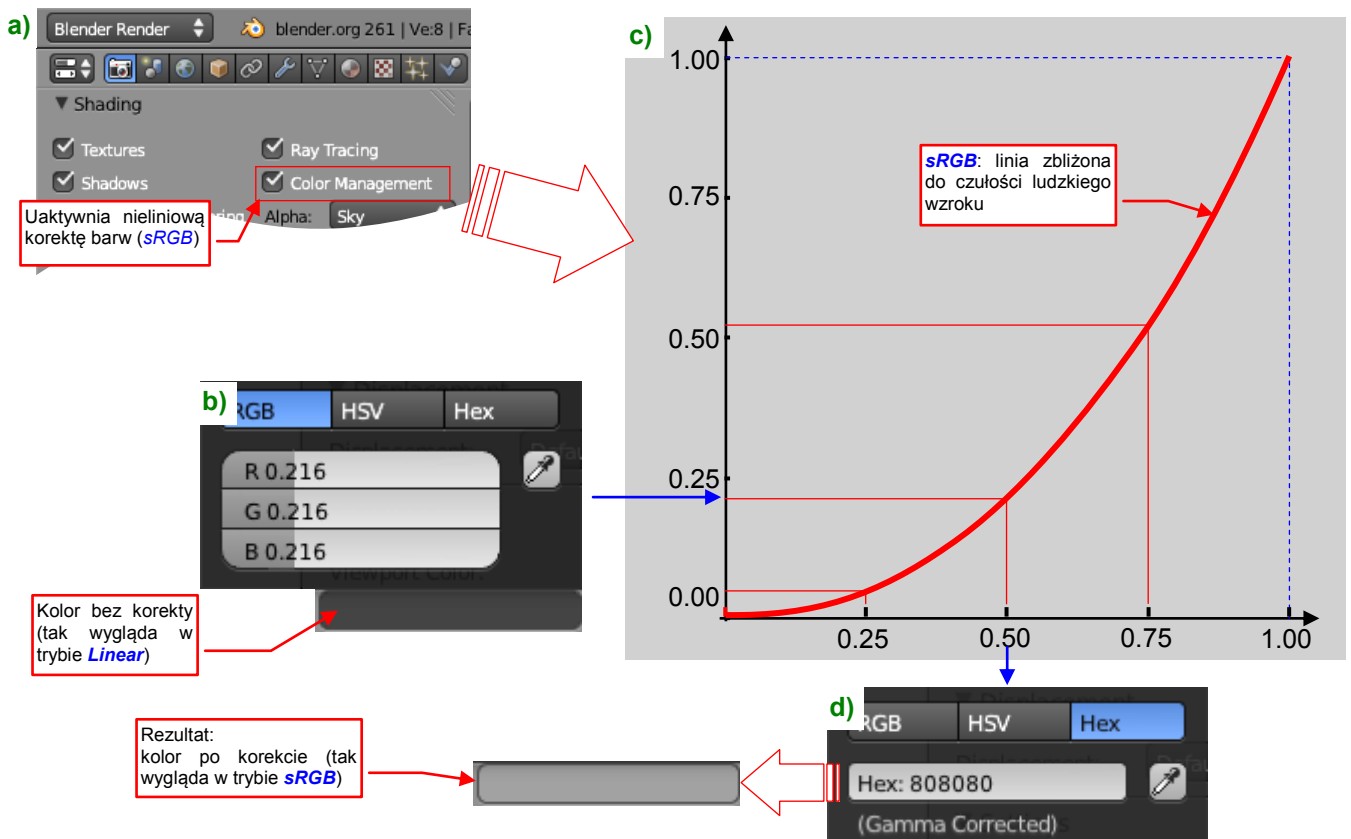 a)
Blender Render
blender.org 261 | Ve:8 | Fa
Shading
Textures
Ray Tracing
Shadows
Color Management
Alpha:
Sky
Uaktywnia nieliniową
korektę barw (sRGB)
b)
RGB
HSV
Hex
R 0.216
G 0.216
B 0.216
Viewport Color:
Kolor bez korekty
(tak wygląda w
trybie Linear)
c)
1.00
0.75
0.50
0.25
0.00
0.25
0.50
0.75
1.00
sRGB: linia zbliżona
do czułości ludzkiego
wzroku
d)
RGB
HSV
Hex
Displacement
Hex: 808080
(Gamma Corrected)
Rezultat:
kolor po korekcie (tak
wygląda w trybie sRGB)